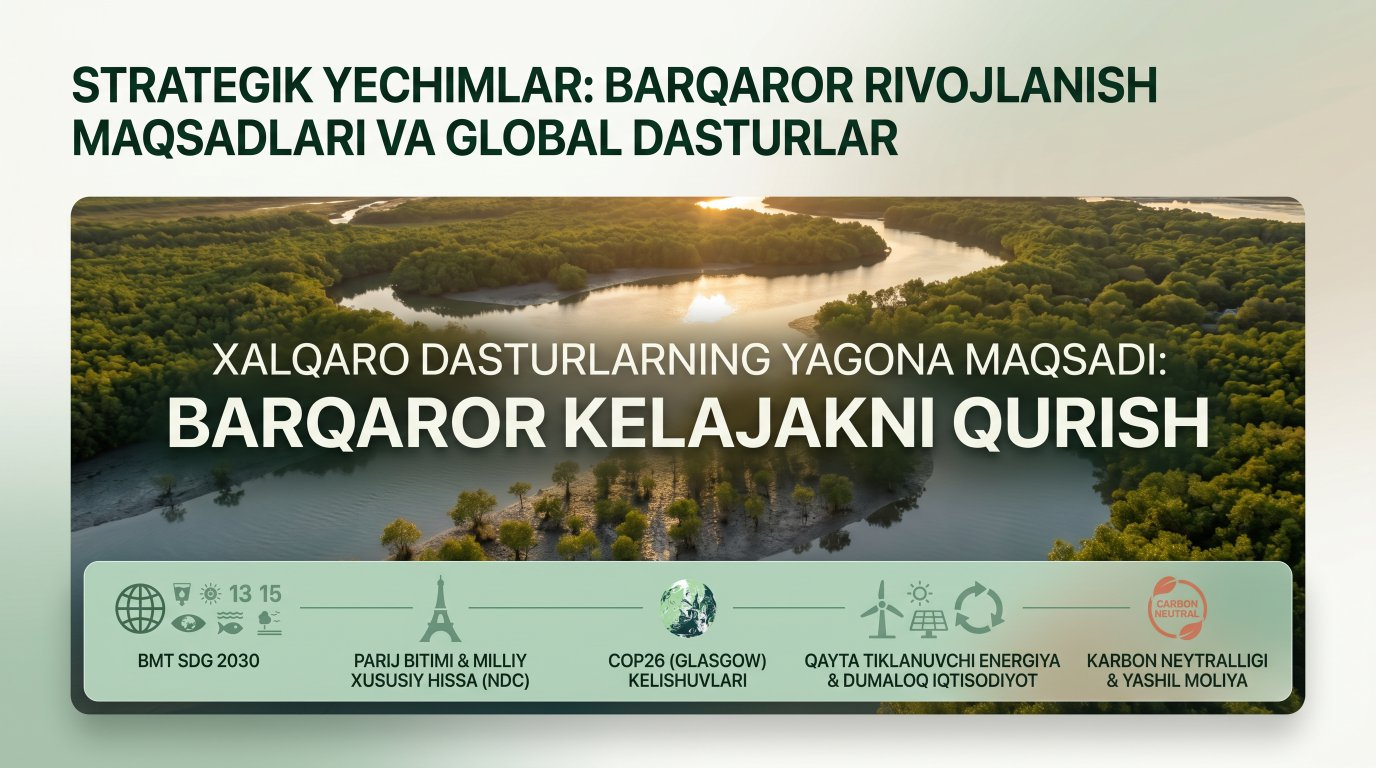 STRATEGIK YECHIMLAR: BARQAROR RIVOJLANISH
MAQSADLARI VA GLOBAL DASTURLAR
XALQARO DASTURLARNING YAGONA MAQSADI:
BARQAROR KELAJAKNI QURISH
13 15
BMT SDG 2030
PARIJ BITIMI & MILLIY
XUSUSIY HISSA (NDC)
COP26 (GLASGOW)
KELISHUVLARI
QAYTA TIKLANUVCHI ENERGIYA
& DUMALOQ IQTISODIYOT
CARBON
NEUTRAL
KARBON NEYTRALLIGI
& YASHIL MOLIYA